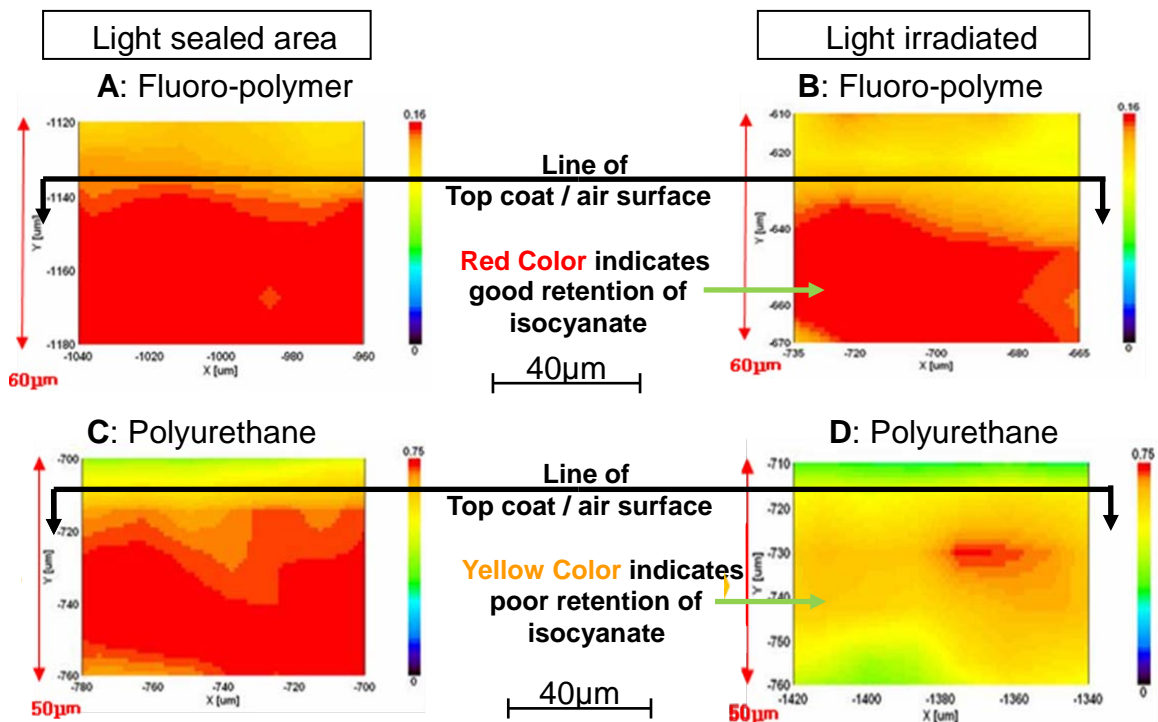 Light sealed area
Light irradiated
A: Fluoro-polymer
B: Fluoro-polyme
-1120
-1140
-1160
-1180
Y [um]
-1040
-1020
-1000
-980
-960
X [um]
0.16
0
60µm
Line of
Top coat / air surface
Red Color indicates
good retention of
isocyanate
40µm
-610
-620
-640
-660
-670
Y [um]
-735
-720
-700
-680
-665
X [um]
0.16
0
60µm
C: Polyurethane
D: Polyurethane
-700
-720
-740
-760
Y [um]
-780
-760
-740
-720
-700
X [um]
0.75
0
50µm
Line of
Top coat / air surface
Yellow Color indicates
poor retention of
isocyanate
40µm
-710
-720
-730
-740
-750
-760
Y [um]
-1420
-1400
-1380
-1360
-1340
X [um]
0.75
0
50µm